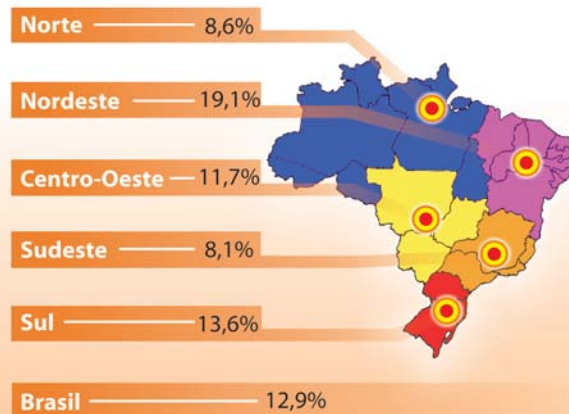 Norte 8,6%
Nordeste 19,1%
Centro-Oeste 11,7%
Sudeste 8,1%
Sul 13,6%
Brasil 12,9%